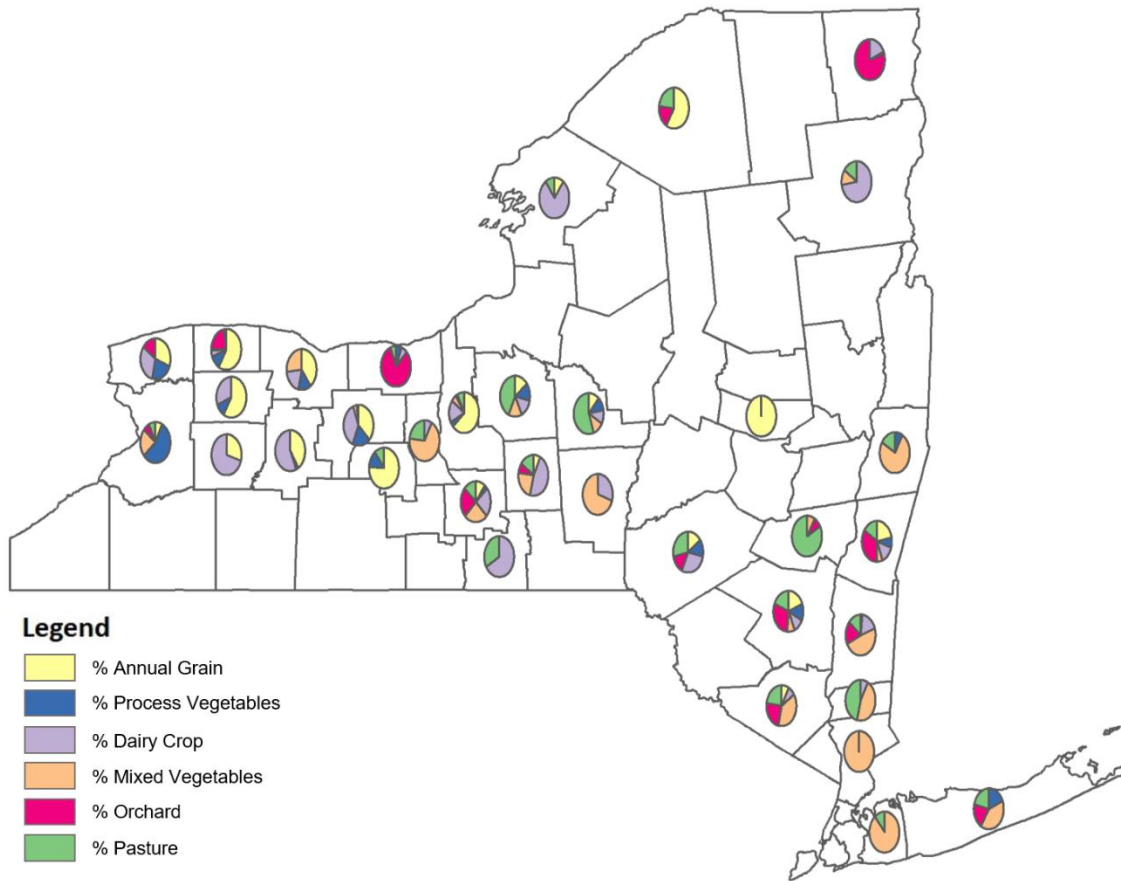 Legend
% Annual Grain
% Process Vegetables
% Dairy Crop
% Mixed Vegetables
% Orchard
% Pasture